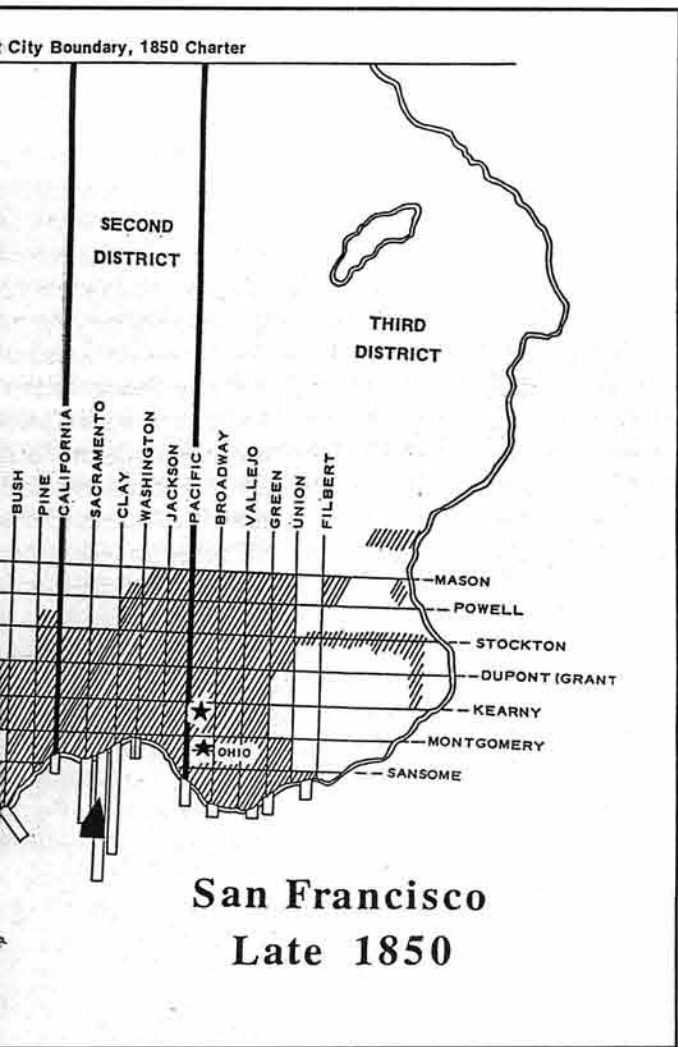 City Boundary, 1850 Charter
SECOND
DISTRICT
THIRD
DISTRICT
BUSH
PINE
CALIFORNIA
SACRAMENTO
CLAY
WASHINGTON
JACKSON
PACIFIC
BROADWAY
VALLEJO
GREEN
UNION
FILBERT
MASON
POWELL
STOCKTON
DUPONT (GRANT
KEARNY
MONTGOMERY
OHIO
SANSOME
San Francisco
Late 1850